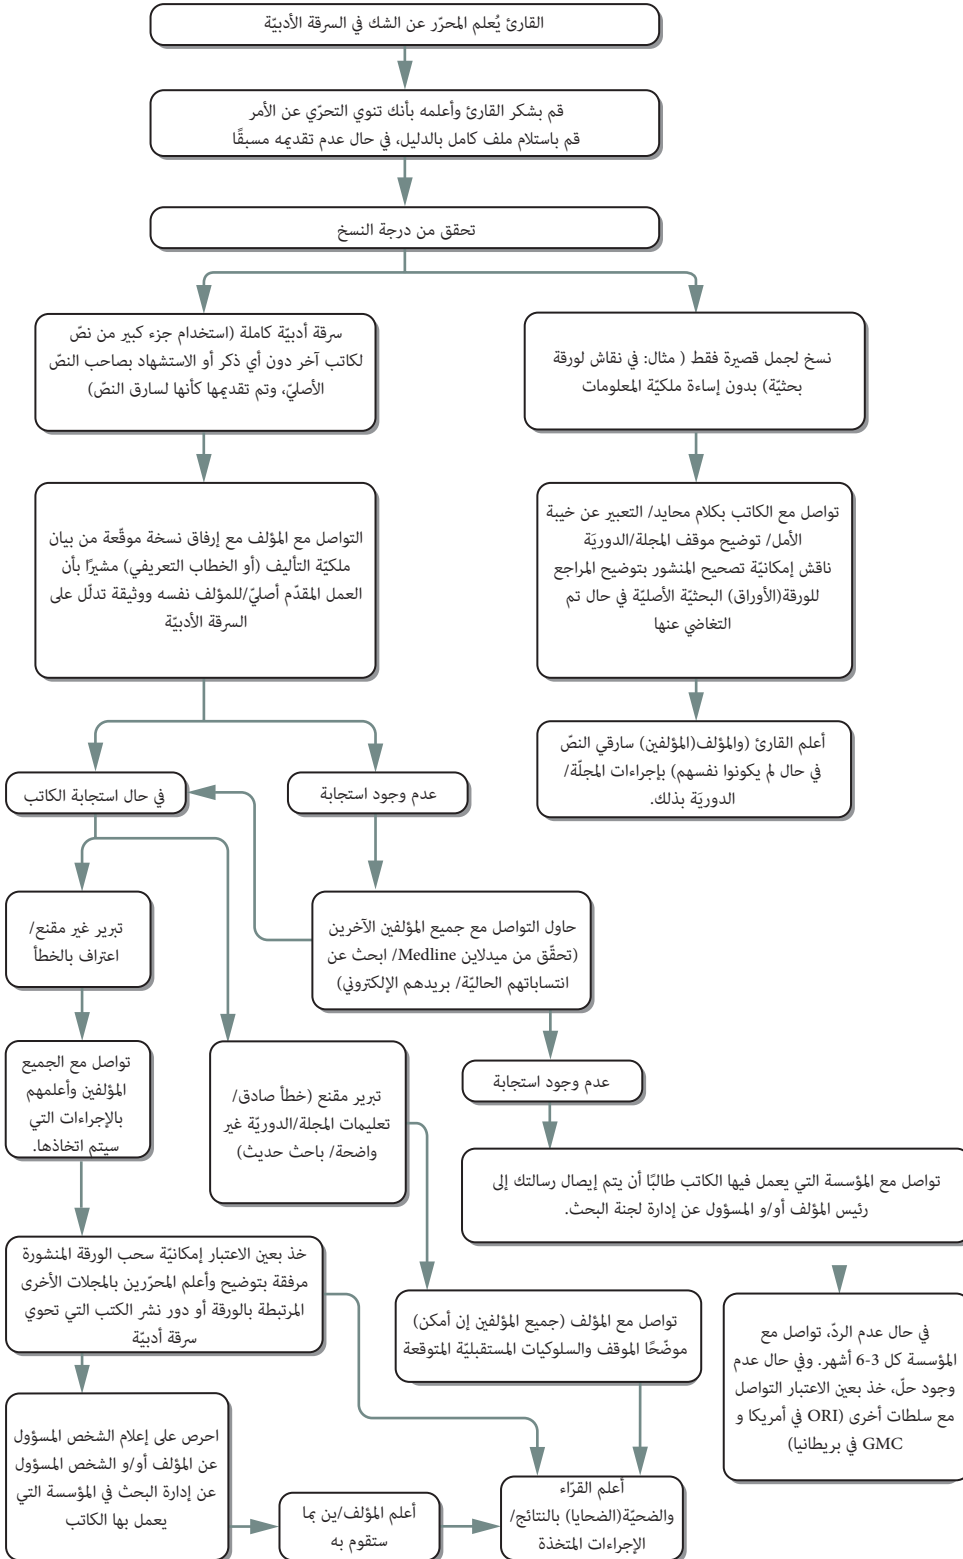 القارئ يُعلم المحرّر عن الشك في السرقة الأدبيّة
قم بشكر القارئ وأعلمه بأنك تنوي التحرّي عن الأمر
قم باستلام ملف كامل بالدليل، في حال عدم تقديمه مسبقًا
تحقق من درجة النسخ
نسخ لجمل قصيرة فقط ( مثال: في نقاش لورقة
بحثيّة) بدون إساءة ملكيّة المعلومات
سرقة أدبيّة كاملة (استخدام جزء كبير من نصّ
لكاتب آخر دون أي ذكر أو الاستشهاد بصاحب النصّ
الأصليّ، وتم تقديمها كأنها لسارق النصّ)
تواصل مع الكاتب بكلام محايد/ التعبير عن خيبة
الأمل/ توضيح موقف المجلة/الدوريَة
ناقش إمكانيّة تصحيح المنشور بتوضيح المراجع
للورقة(الأوراق) البحثيّة الأصليّة في حال تم
التغاضي عنها
التواصل مع المؤلف مع إرفاق نسخة موقّعة من بيان
ملكيّة التأليف (أو الخطاب التعريفي) مشيرًا بأن
العمل المقدّم أصليّ/للمؤلف نفسه ووثيقة تدلّل على
السرقة الأدبيّة
أعلم القارئ (والمؤلف(المؤلفين) سارقي النصّ
في حال لم يكونوا نفسهم) بإجراءات المجلّة/
الدوريَة بذلك.
عدم وجود استجابة
في حال استجابة الكاتب
حاول التواصل مع جميع المؤلفين الآخرين
(تحقّق من ميدلاين Medline/ ابحث عن
انتساباتهم الحاليّة/ بريدهم الإلكتروني)
تبرير غير مقنع/
اعتراف بالخطأ
عدم وجود استجابة
تبرير مقنع (خطأ صادق/
تعليمات المجلة/الدوريّة غير
واضحة/ باحث حديث)
تواصل مع الجميع
المؤلفين وأعلمهم
بالإجراءات التي
سيتم اتخاذها.
تواصل مع المؤسسة التي يعمل فيها الكاتب طالبًا أن يتم إيصال رسالتك إلى
رئيس المؤلف أو/و المسؤول عن إدارة لجنة البحث.
خذ بعين الاعتبار إمكانيّة سحب الورقة المنشورة
مرفقة بتوضيح وأعلم المحرّرين بالمجلات الأخرى
المرتبطة بالورقة أو دور نشر الكتب التي تحوي
سرقة أدبيّة
تواصل مع المؤلف (جميع المؤلفين إن أمكن)
موضّحًا الموقف والسلوكيات المستقبليّة المتوقعة
في حال عدم الردّ، تواصل مع
المؤسسة كل 3-6 أشهر. وفي حال عدم
وجود حلّ، خذ بعين الاعتبار التواصل
مع سلطات أخرى (ORI في أمريكا و
GMC في بريطانيا)
احرص على إعلام الشخص المسؤول
عن المؤلف أو/و الشخص المسؤول
عن إدارة البحث في المؤسسة التي
يعمل بها الكاتب
أعلم المؤلف/ين بما
ستقوم به
أعلم القرّاء
والضحيّة(الضحايا) بالنتائج/
الإجراءات المتخذة